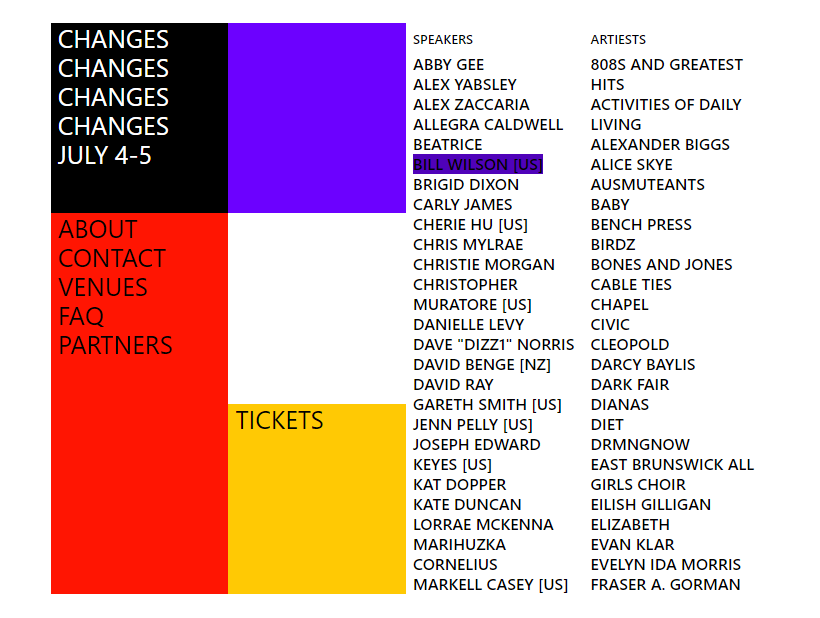 CHANGES
CHANGES
CHANGES
CHANGES
JULY 4-5
ABOUT
CONTACT
VENUES
FAQ
PARTNERS
TICKETS
SPEAKERS
ABBY GEE
ALEX YABSLEY
ALEX ZACCARIA
ALLEGRA CALDWELL
BEATRICE
BILL WILSON [US]
BRIGID DIXON
CARLY JAMES
CHERIE HU [US]
CHRIS MYLRAE
CHRISTIE MORGAN
CHRISTOPHER
MURATORE [US]
DANIELLE LEVY
DAVE "DIZZ1" NORRIS
DAVID BENGE [NZ]
DAVID RAY
GARETH SMITH [US]
JENN PELLY [US]
JOSEPH EDWARD
KEYES [US]
KAT DOPPER
KATE DUNCAN
LORRAE MCKENNA
MARIHUZKA
CORNELIUS
MARKELL CASEY [US]
ARTIESTS
808S AND GREATEST
HITS
ACTIVITIES OF DAILY
LIVING
ALEXANDER BIGGS
ALICE SKYE
AUSMUTEANTS
BABY
BENCH PRESS
BIRDZ
BONES AND JONES
CABLE TIES
CHAPEL
CIVIC
CLEOPOLD
DARCY BAYLIS
DARK FAIR
DIANAS
DIET
DRMNGNOW
EAST BRUNSWICK ALL
GIRLS CHOIR
EILISH GILLIGAN
ELIZABETH
EVAN KLAR
EVELYN IDA MORRIS
FRASER A. GORMAN